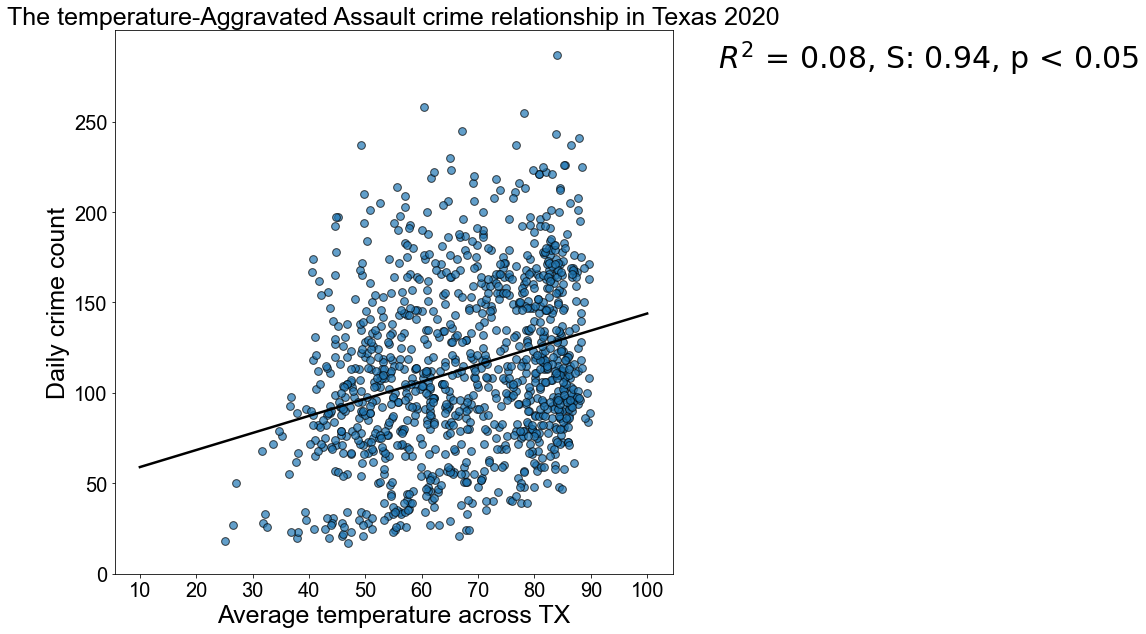 The temperature-Aggravated Assault crime relationship in Texas 2020
R² = 0.08, S: 0.94, p < 0.05
Daily crime count
250
200
150
100
50
0
10 20 30 40 50 60 70 80 90 100
Average temperature across TX